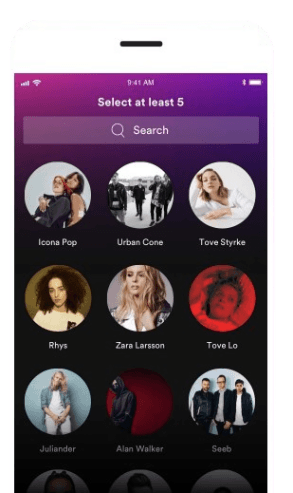 9:41 AM
Select at least 5
Search
Icona Pop
Urban Cone
Tove Styrke
Rhys
Zara Larsson
Tove Lo
Juliander
Alan Walker
Seeb